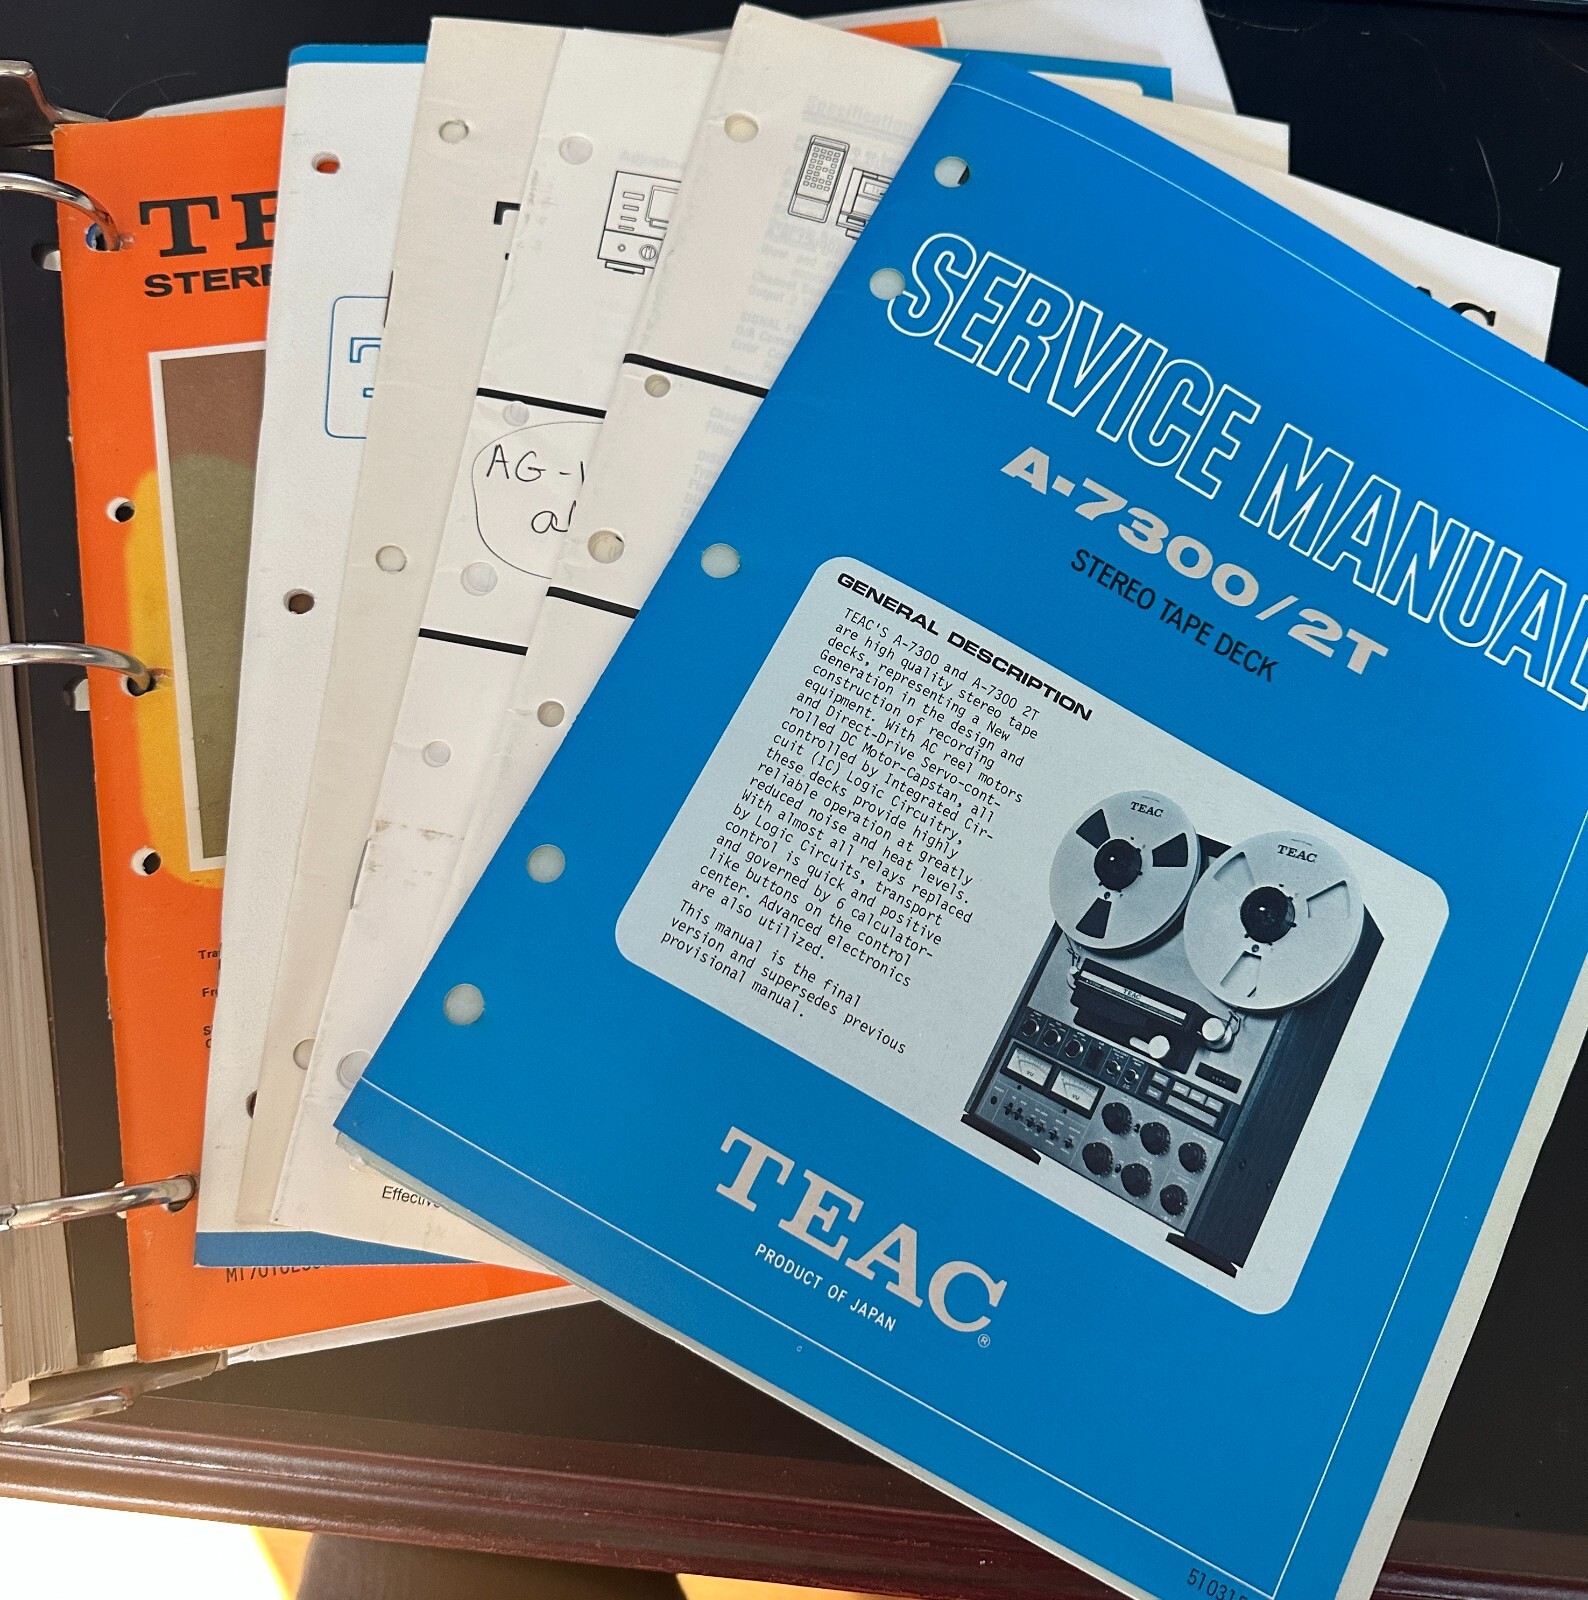 SERVICE MANUAL
A-7300/2T
STEREO TAPE DECK
GENERAL DESCRIPTION
TEAC'S A-7300 and A-7300 2T
are high quality stereo tape
decks, representing a New
Generation in the design and
construction of recording
equipment. With AC reel motors
and Direct-Drive Servo-cont-
rolled DC Motor-Capstan, all
controlled by Integrated Cir-
cuit (IC) Logic Circuitry,
these decks provide highly
reliable operation at greatly
reduced noise and heat levels.
With almost all relays replaced
by Logic Circuits, transport
control is quick and positive
and governed by 6 calculator-
like buttons on the control
center. Advanced electronics
are also utilized.
This manual is the final
version and supersedes previous
provisional manual.
TEAC
TEAC
TEAC
VU
VU
TEAC®
PRODUCT OF JAPAN
AG-